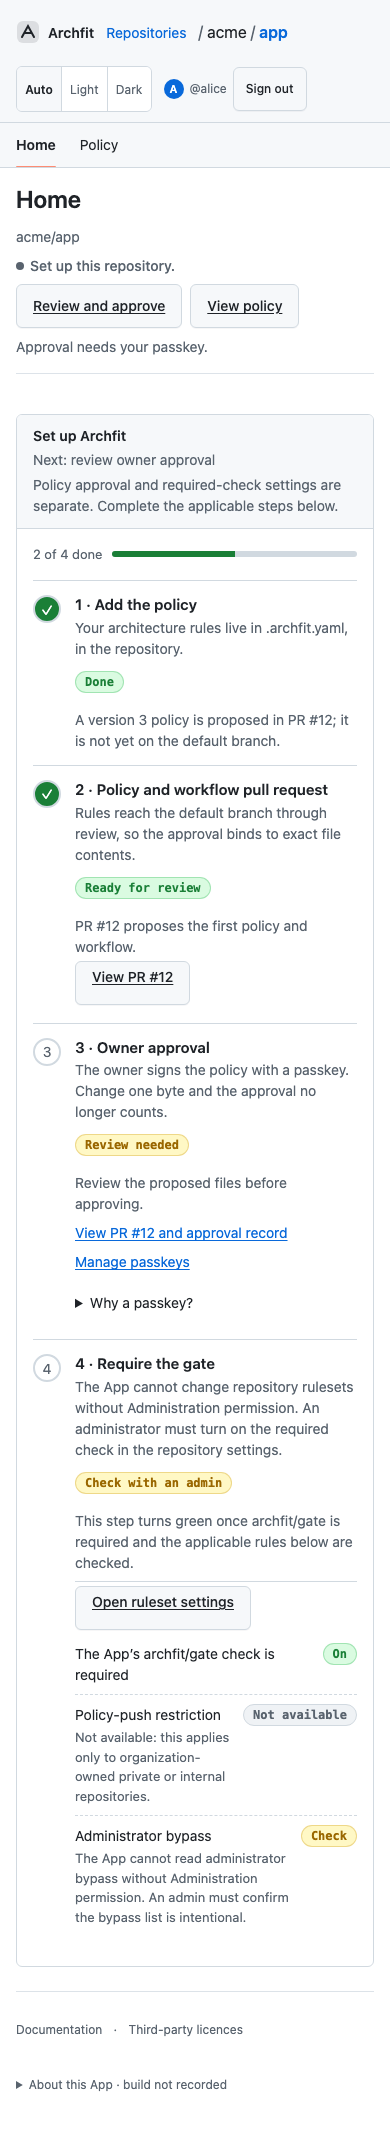 Archfit Repositories / acme / app
Auto Light Dark A @alice Sign out
Home Policy
Home
acme/app
Set up this repository.
Review and approve View policy
Approval needs your passkey.
Set up Archfit
Next: review owner approval
Policy approval and required-check settings are
separate. Complete the applicable steps below.
2 of 4 done
1 · Add the policy
Your architecture rules live in .archfit.yaml,
in the repository.
Done
A version 3 policy is proposed in PR #12; it
is not yet on the default branch.
2 · Policy and workflow pull request
Rules reach the default branch through
review, so the approval binds to exact file
contents.
Ready for review
PR #12 proposes the first policy and
workflow.
View PR #12
3 3 · Owner approval
The owner signs the policy with a passkey.
Change one byte and the approval no
longer counts.
Review needed
Review the proposed files before
approving.
View PR #12 and approval record
Manage passkeys
Why a passkey?
4 4 · Require the gate
The App cannot change repository rulesets
without Administration permission. An
administrator must turn on the required
check in the repository settings.
Check with an admin
This step turns green once archfit/gate is
required and the applicable rules below are
checked.
Open ruleset settings
The App's archfit/gate check is On
required
Policy-push restriction Not available
Not available: this applies
only to organization-
owned private or internal
repositories.
Administrator bypass Check
The App cannot read administrator
bypass without Administration
permission. An admin must confirm
the bypass list is intentional.
Documentation · Third-party licences
About this App · build not recorded